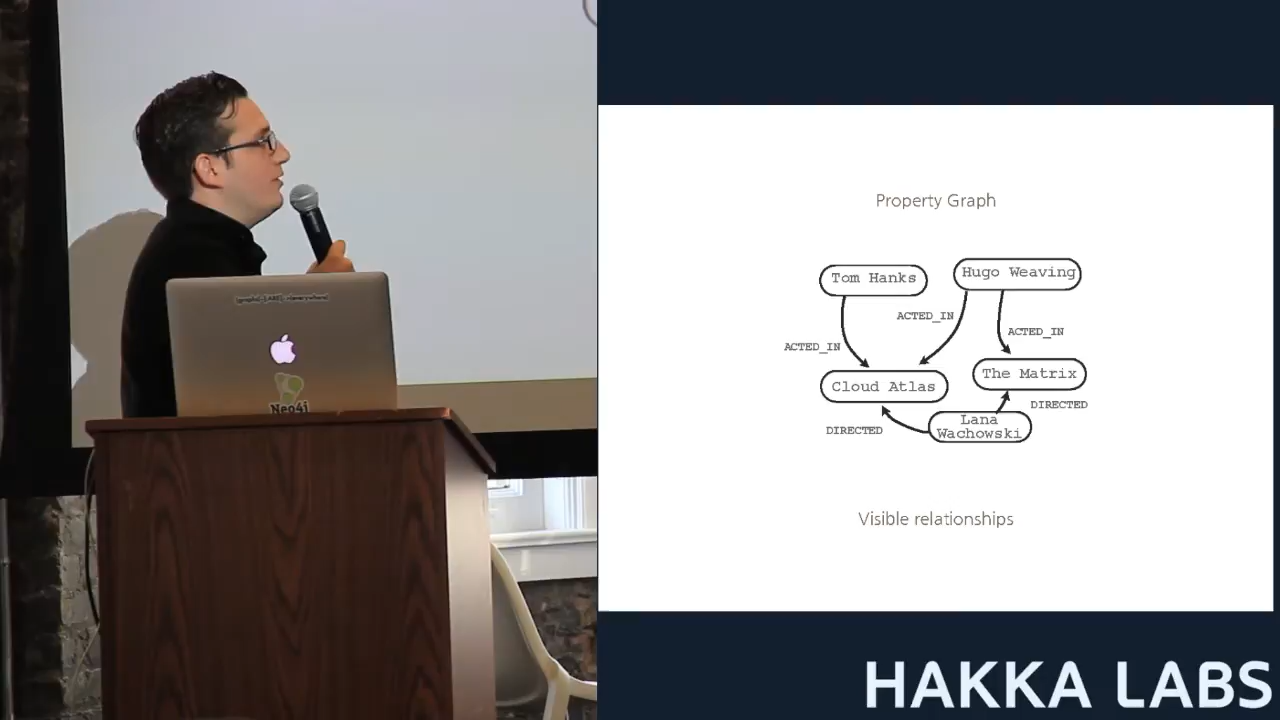 Property Graph
Tom Hanks
Hugo Weaving
ACTED_IN
ACTED_IN
ACTED_IN
Cloud Atlas
The Matrix
DIRECTED
Lana
Wachowski
DIRECTED
Visible relationships
Neo4j
HAKKA LABS